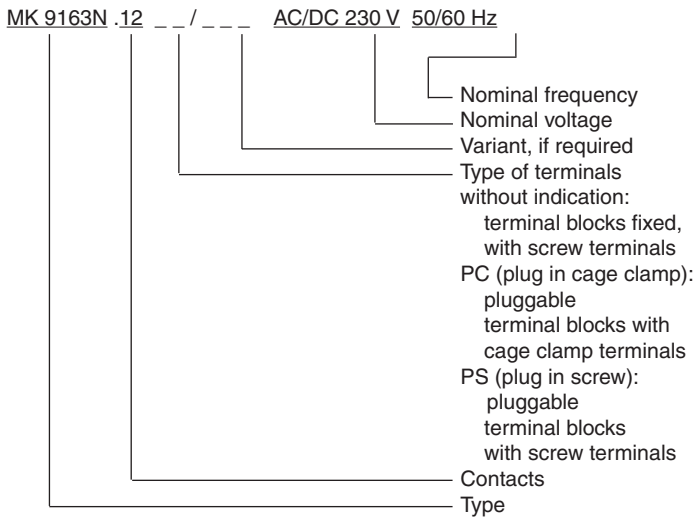 MK 9163N .12 _ _ / _ _ _ AC/DC 230 V 50/60 Hz
Nominal frequency
Nominal voltage
Variant, if required
Type of terminals
without indication:
terminal blocks fixed,
with screw terminals
PC (plug in cage clamp):
pluggable
terminal blocks with
cage clamp terminals
PS (plug in screw):
pluggable
terminal blocks
with screw terminals
Contacts
Type